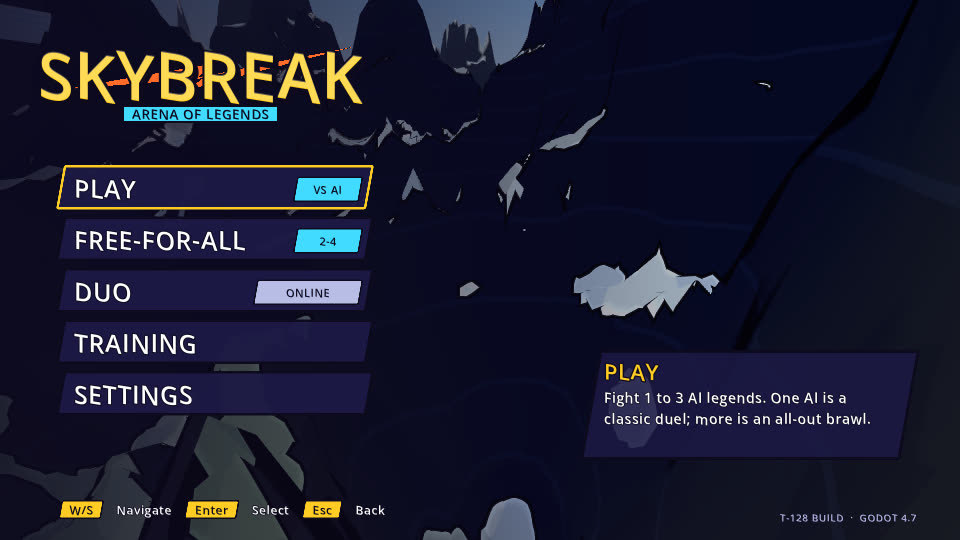 SKYBREAK
ARENA OF LEGENDS
PLAY VS AI
FREE-FOR-ALL 2-4
DUO ONLINE
TRAINING
SETTINGS
PLAY
Fight 1 to 3 AI legends. One AI is a
classic duel; more is an all-out brawl.
W/S Navigate Enter Select Esc Back
T-128 BUILD · GODOT 4.7